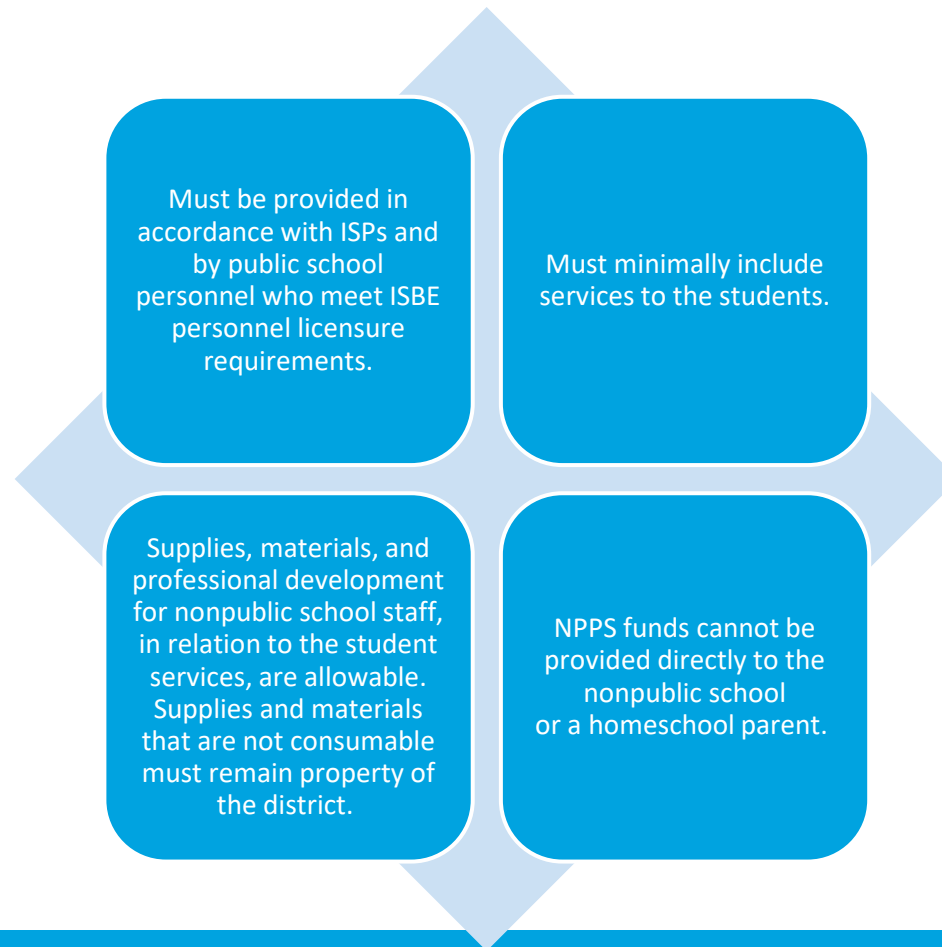 Must be provided in
accordance with ISPs and
by public school
personnel who meet ISBE
personnel licensure
requirements.
Must minimally include
services to the students.
Supplies, materials, and
professional development
for nonpublic school staff,
in relation to the student
services, are allowable.
Supplies and materials
that are not consumable
must remain property of
the district.
NPPS funds cannot be
provided directly to the
nonpublic school
or a homeschool parent.